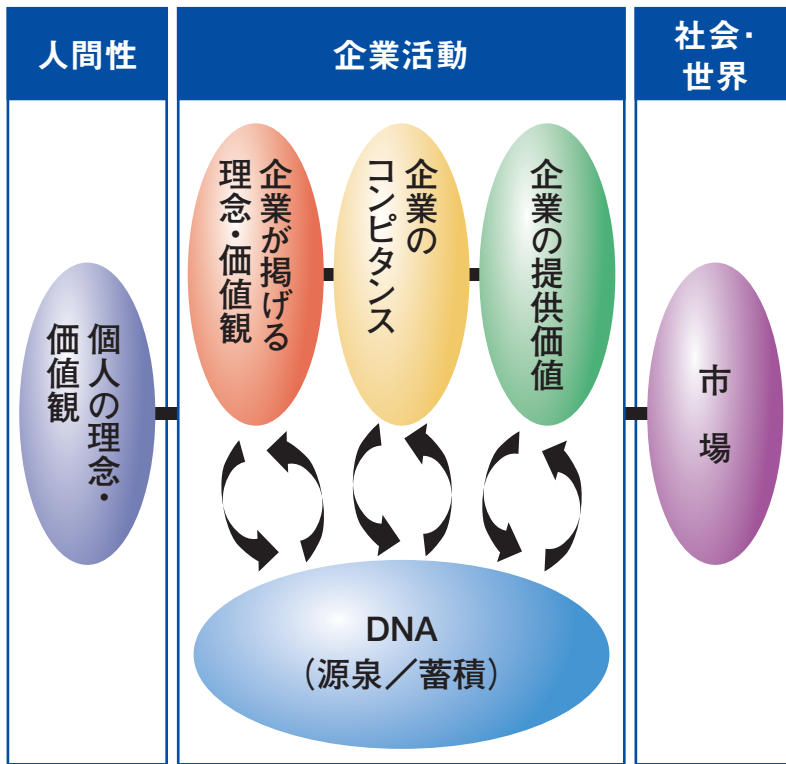 人間性
企業活動
社会・
世界
個人の理念・
価値観
企業が掲げる
理念・価値観
企業の
コンピタンス
企業の提供価値
市場
DNA
（源泉／蓄積）